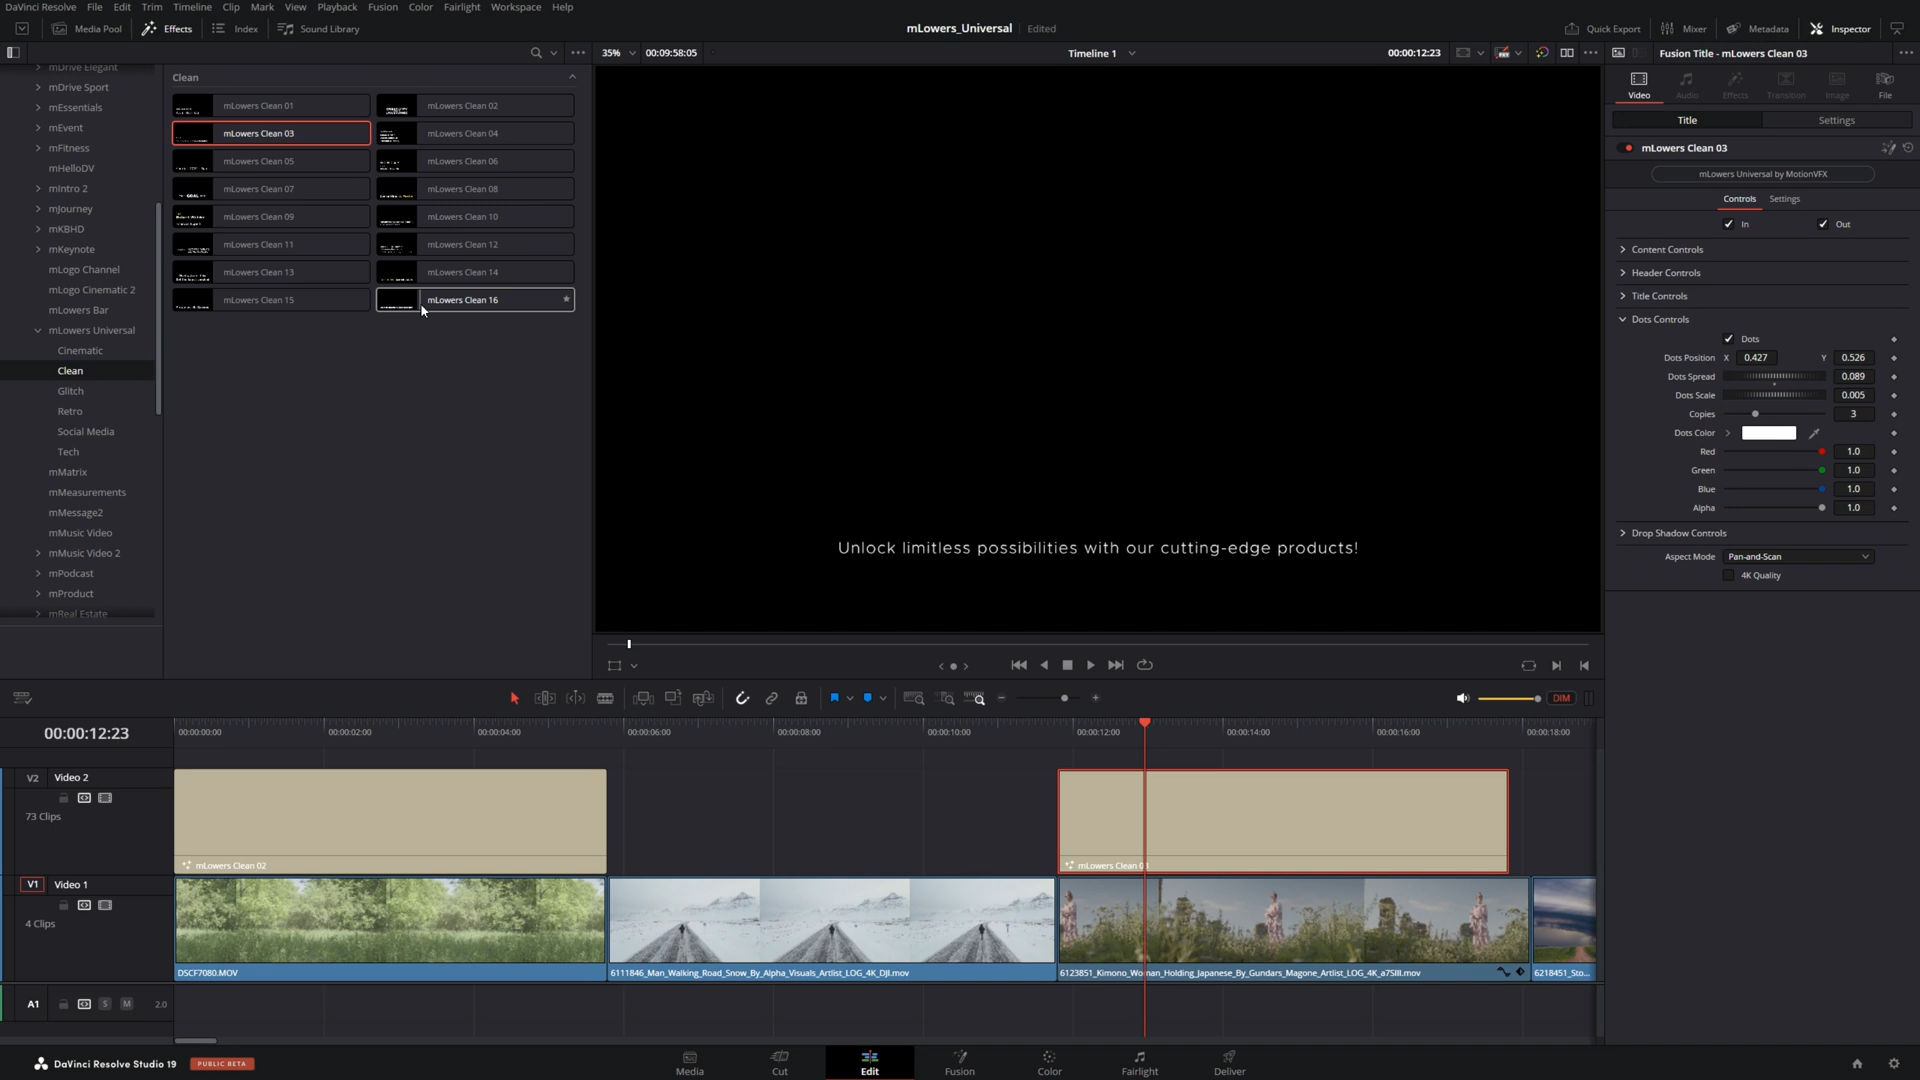 DaVinci Resolve File Edit Trim Timeline Clip Mark View Playback Fusion Color Fairlight Workspace Help
Media Pool Effects Index Sound Library mLowers_Universal Edited Quick Export Mixer Metadata Inspector
35% 00:09:58:05 Timeline 1 00:00:12:23 Fusion Title - mLowers Clean 03
mDrive Elegant
mDrive Sport
mEssentials
mEvent
mFitness
mHelloDV
mIntro 2
mJourney
mKBHD
mKeynote
mLogo Channel
mLogo Cinematic 2
mLowers Bar
mLowers Universal
Cinematic
Clean
Glitch
Retro
Social Media
Tech
mMatrix
mMeasurements
mMessage2
mMusic Video
mMusic Video 2
mPodcast
mProduct
mReal Estate
Clean
mLowers Clean 01 mLowers Clean 02
mLowers Clean 03 mLowers Clean 04
mLowers Clean 05 mLowers Clean 06
mLowers Clean 07 mLowers Clean 08
mLowers Clean 09 mLowers Clean 10
mLowers Clean 11 mLowers Clean 12
mLowers Clean 13 mLowers Clean 14
mLowers Clean 15 mLowers Clean 16
Unlock limitless possibilities with our cutting-edge products!
Video Audio Effects Transition Image File
Title Settings
mLowers Clean 03
mLowers Universal by MotionVFX
Controls Settings
In Out
Content Controls
Header Controls
Title Controls
Dots Controls
Dots
Dots Position X 0.427 Y 0.526
Dots Spread 0.089
Dots Scale 0.005
Copies 3
Dots Color
Red 1.0
Green 1.0
Blue 1.0
Alpha 1.0
Drop Shadow Controls
Aspect Mode Pan-and-Scan
4K Quality
DIM
00:00:12:23 00:00:00:00 00:00:02:00 00:00:04:00 00:00:06:00 00:00:08:00 00:00:10:00 00:00:12:00 00:00:14:00 00:00:16:00 00:00:18:00
V2 Video 2
73 Clips
mLowers Clean 02 mLowers Clean
V1 Video 1
4 Clips
DSCF7080.MOV 6111846_Man_Walking_Road_Snow_By_Alpha_Visuals_Artlist_LOG_4K_DJI.mov 6123851_Kimono_Woman_Holding_Japanese_By_Gundars_Magone_Artlist_LOG_4K_a7SIII.mov 6218451_Sto...
A1 S M 2.0
DaVinci Resolve Studio 19 PUBLIC BETA Media Cut Edit Fusion Color Fairlight Deliver